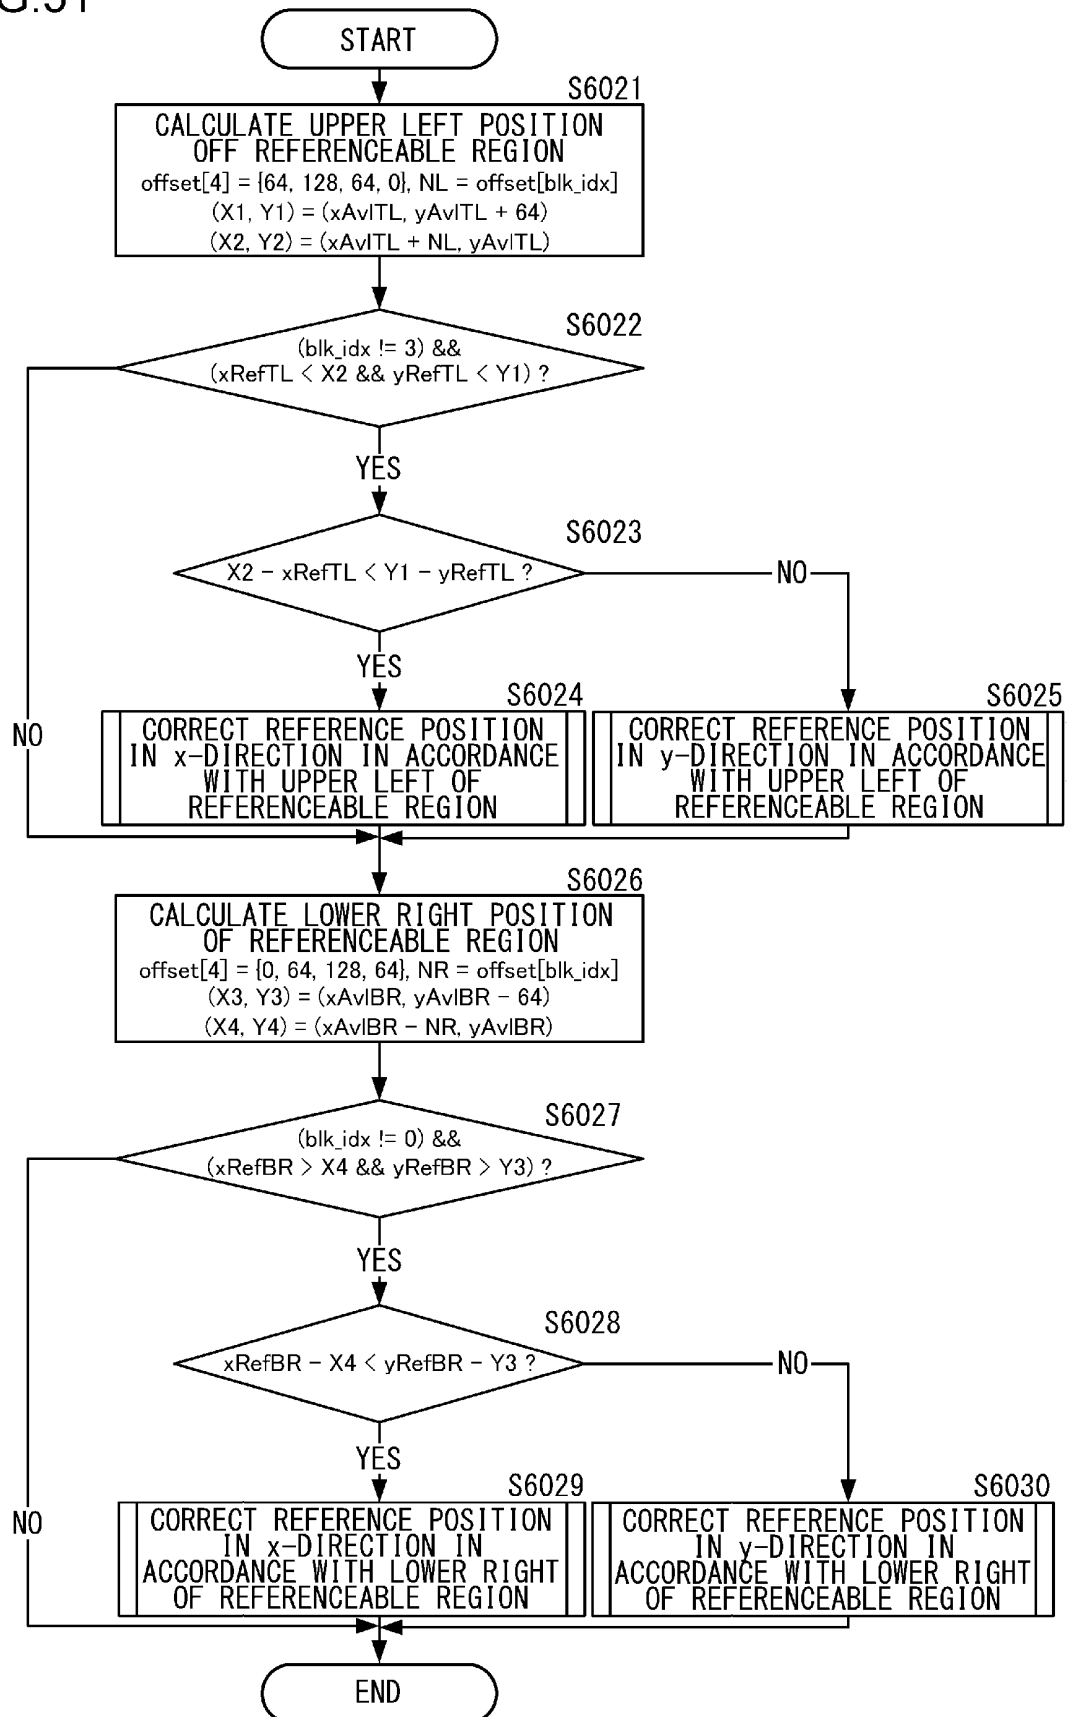 G.31
START
S6021
CALCULATE UPPER LEFT POSITION
OFF REFERENCEABLE REGION
offset[4] = {64, 128, 64, 0}, NL = offset[blk_idx]
(X1, Y1) = (xAvlTL, yAvlTL + 64)
(X2, Y2) = (xAvlTL + NL, yAvlTL)
S6022
(blk_idx != 3) &&
(xRefTL < X2 && yRefTL < Y1) ?
YES
S6023
X2 - xRefTL < Y1 - yRefTL ?
NO
YES
S6024
S6025
NO
CORRECT REFERENCE POSITION
IN x-DIRECTION IN ACCORDANCE
WITH UPPER LEFT OF
REFERENCEABLE REGION
CORRECT REFERENCE POSITION
IN y-DIRECTION IN ACCORDANCE
WITH UPPER LEFT OF
REFERENCEABLE REGION
S6026
CALCULATE LOWER RIGHT POSITION
OF REFERENCEABLE REGION
offset[4] = {0, 64, 128, 64}, NR = offset[blk_idx]
(X3, Y3) = (xAvlBR, yAvlBR - 64)
(X4, Y4) = (xAvlBR - NR, yAvlBR)
S6027
(blk_idx != 0) &&
(xRefBR > X4 && yRefBR > Y3) ?
YES
S6028
xRefBR - X4 < yRefBR - Y3 ?
NO
YES
S6029
S6030
NO
CORRECT REFERENCE POSITION
IN x-DIRECTION IN
ACCORDANCE WITH LOWER RIGHT
OF REFERENCEABLE REGION
CORRECT REFERENCE POSITION
IN y-DIRECTION IN
ACCORDANCE WITH LOWER RIGHT
OF REFERENCEABLE REGION
END